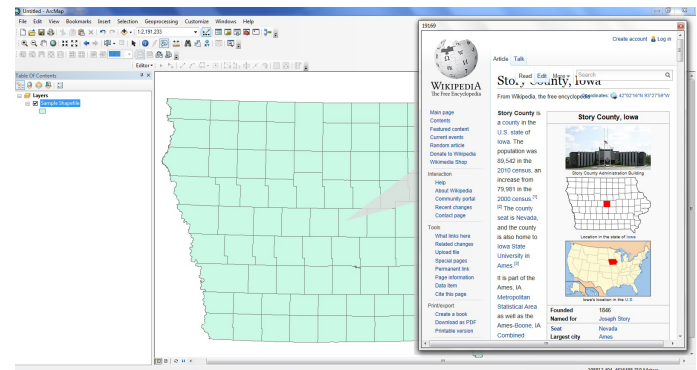 Untitled - ArcMap
File Edit View Bookmarks Insert Selection Geoprocessing Customize Windows Help
1:2,191,233
Editor
Table Of Contents
Layers
Sample Shapefile
19169
Create account Log in
Article Talk
Read Edit More Search
WIKIPEDIA
The Free Encyclopedia
Main page
Contents
Featured content
Current events
Random article
Donate to Wikipedia
Wikimedia Shop
Interaction
Help
About Wikipedia
Community portal
Recent changes
Contact page
Tools
What links here
Related changes
Upload file
Special pages
Permanent link
Page information
Data item
Cite this page
Print/export
Create a book
Download as PDF
Printable version
Story County, Iowa
From Wikipedia, the free encyclopedia
42°02′16″N 93°27′59″W
Story County is
a county in the
U.S. state of
Iowa. The
population was
89,542 in the
2010 census, an
increase from
79,981 in the
2000 census.[1]
[2] The county
seat is Nevada,
and the county
is also home to
Iowa State
University in
Ames.[2]
It is part of the
Ames, IA
Metropolitan
Statistical Area
as well as the
Ames-Boone, IA
Combined
Story County, Iowa
Story County Administration Building
Location in the state of Iowa
Iowa's location in the U.S.
Founded 1846
Named for Joseph Story
Seat Nevada
Largest city Ames